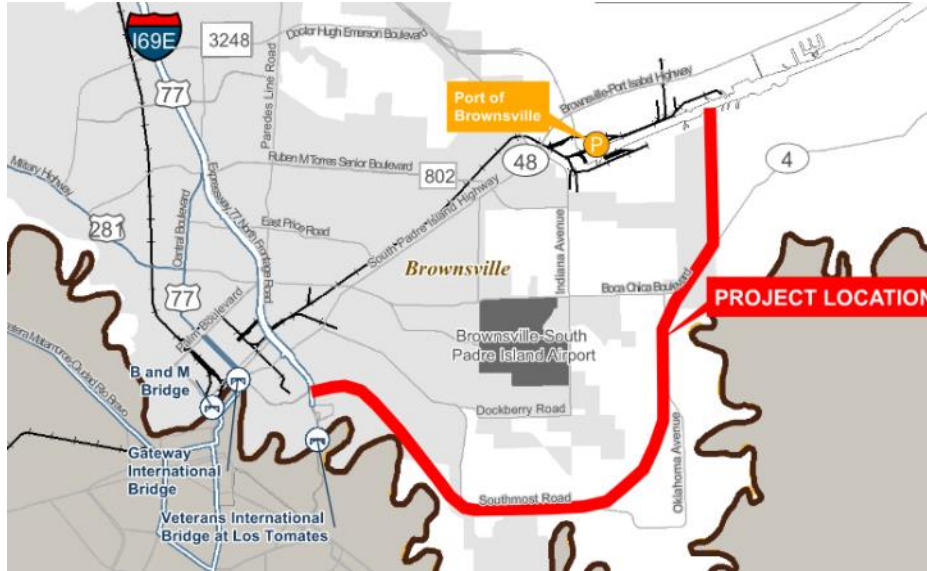 I69E
3248
Doctor Hugh Emerson Boulevard
77
Paredes Line Road
Port of
Brownsville
Brownsville-Port Isabel Highway
P
48
4
Military Highway
Ruben M Torres Senior Boulevard
802
281
Central Boulevard
Expressway 77 North Frontage Road
East Price Road
South Padre Island Highway
Indiana Avenue
Brownsville
77
Boca Chica Boulevard
PROJECT LOCATION
Palm Boulevard
Brownsville-South
Padre Island Airport
B and M
Bridge
Dockberry Road
Oklahoma Avenue
Gateway
International
Bridge
Southmost Road
Veterans International
Bridge at Los Tomates